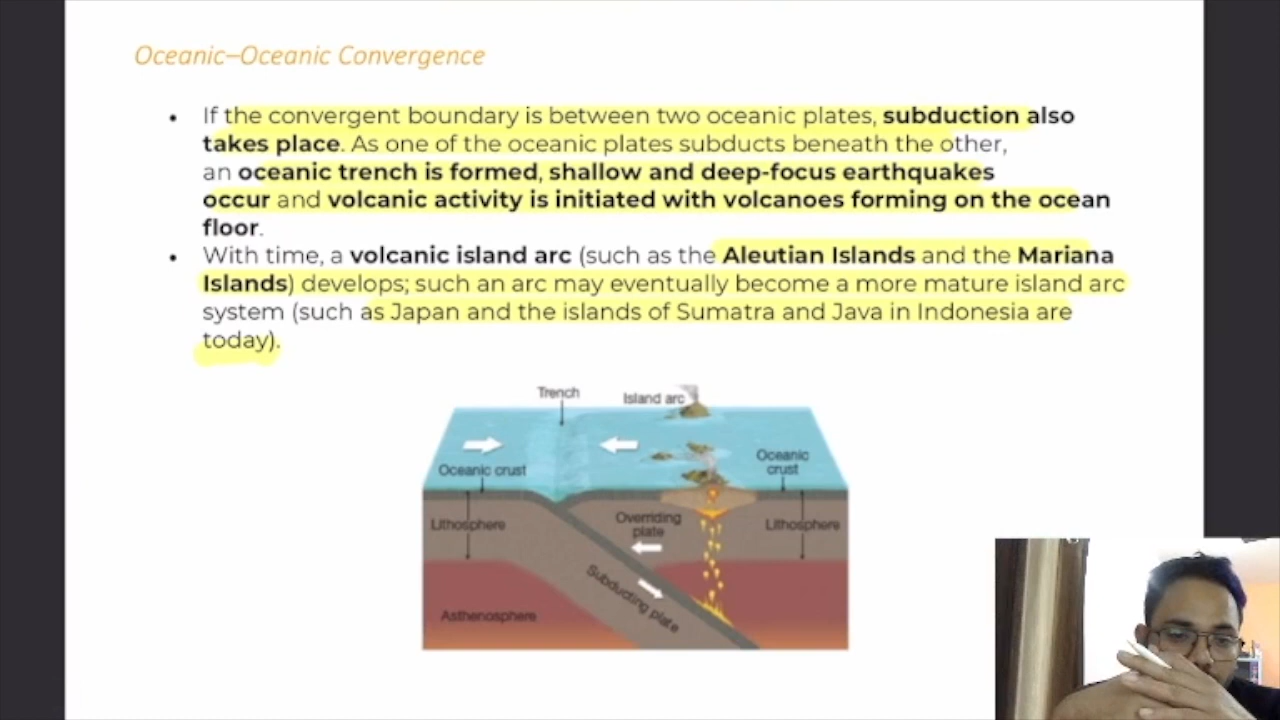 Oceanic–Oceanic Convergence
• If the convergent boundary is between two oceanic plates, subduction also
takes place. As one of the oceanic plates subducts beneath the other,
an oceanic trench is formed, shallow and deep-focus earthquakes
occur and volcanic activity is initiated with volcanoes forming on the ocean
floor.
• With time, a volcanic island arc (such as the Aleutian Islands and the Mariana
Islands) develops; such an arc may eventually become a more mature island arc
system (such as Japan and the islands of Sumatra and Java in Indonesia are
today).
Trench
Island arc
Oceanic crust
Oceanic
crust
Lithosphere
Overriding
plate
Lithosphere
Subducting plate
Asthenosphere